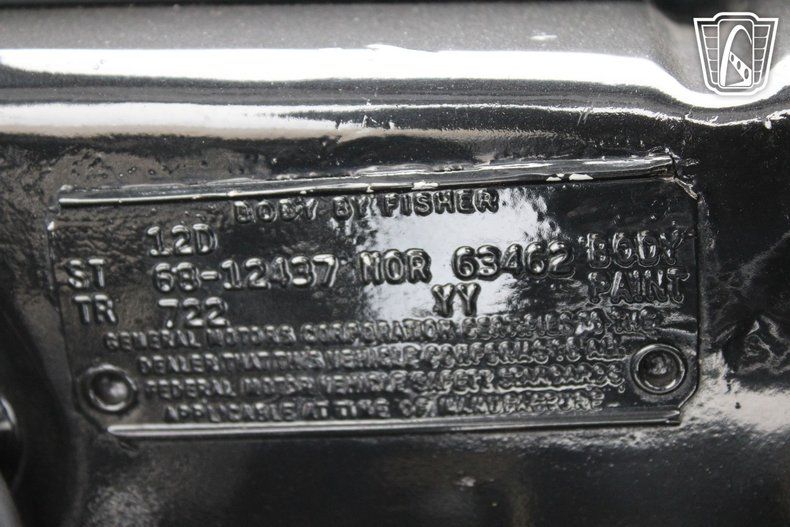 BODY BY FISHER
12D
ST 68-12437 NOR 63462 BODY
TR 722 YY PAINT
GENERAL MOTORS CORPORATION CERTIFIES TO THE
DEALER THAT THIS VEHICLE CONFORMS TO ALL
FEDERAL MOTOR VEHICLE SAFETY STANDARDS
APPLICABLE AT TIME OF MANUFACTURE